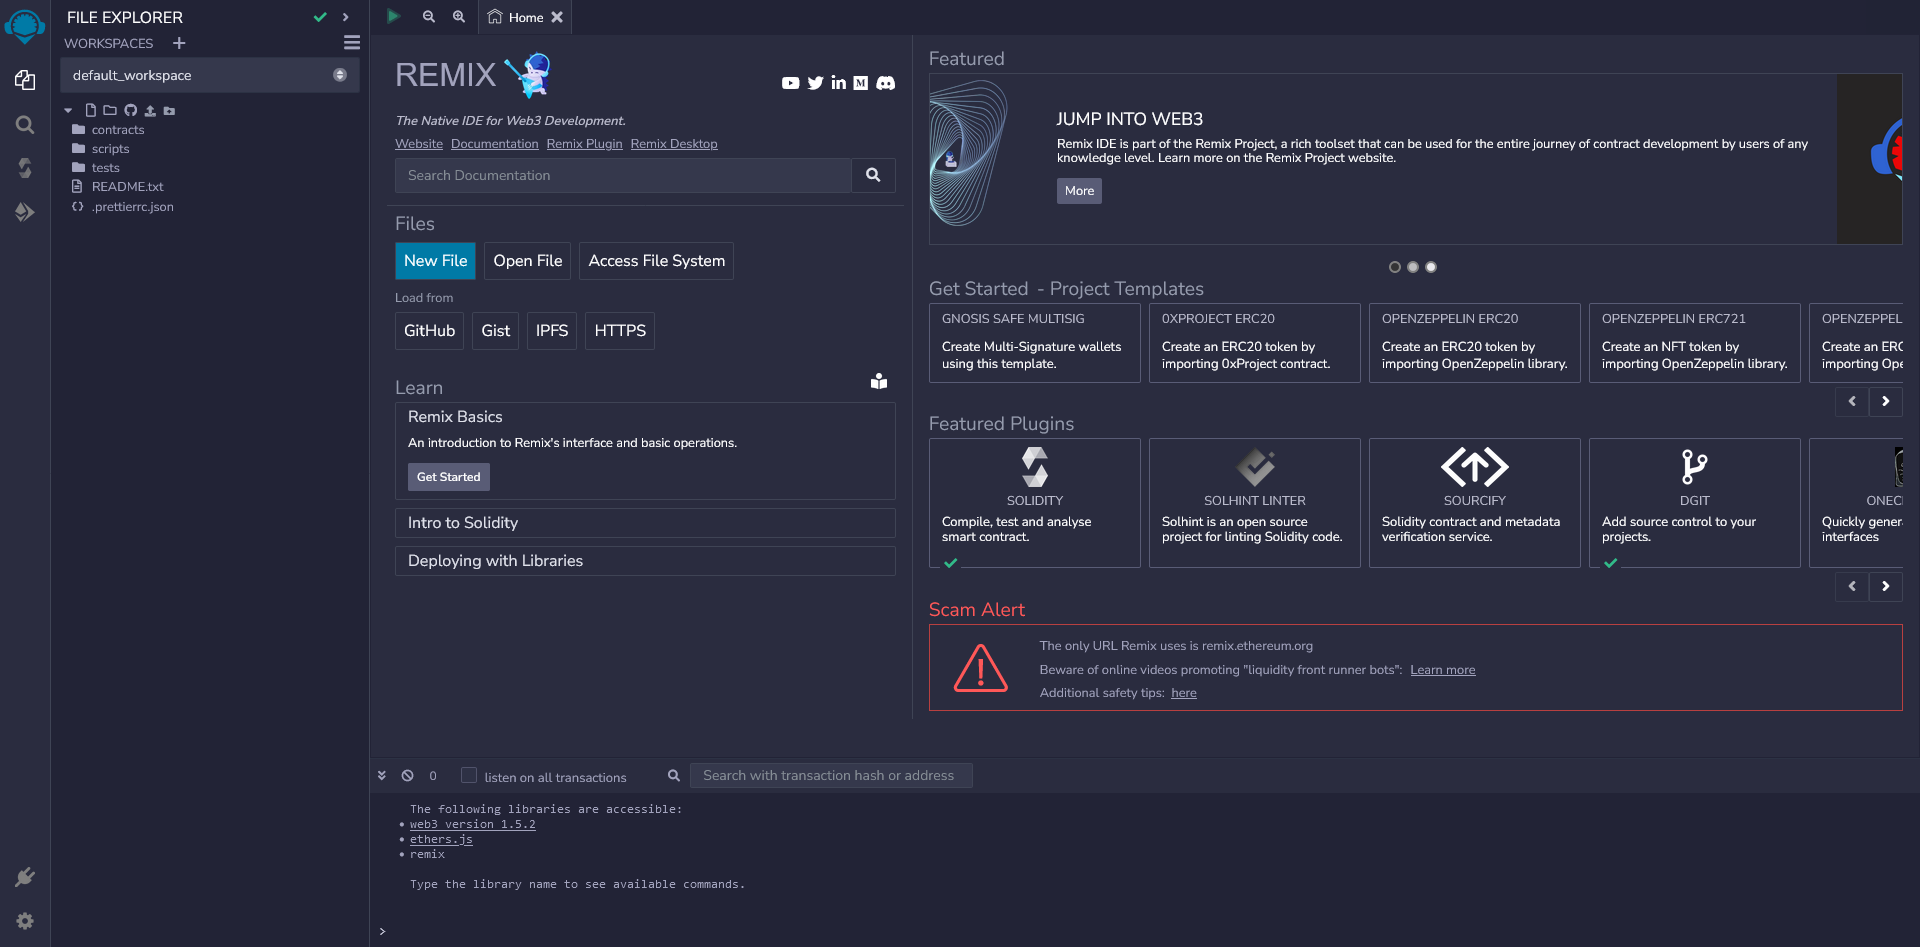 FILE EXPLORER
WORKSPACES
default_workspace
contracts
scripts
tests
README.txt
.prettierrc.json
Home
REMIX
The Native IDE for Web3 Development.
Website Documentation Remix Plugin Remix Desktop
Search Documentation
Files
New File Open File Access File System
Load from
GitHub Gist IPFS HTTPS
Learn
Remix Basics
An introduction to Remix's interface and basic operations.
Get Started
Intro to Solidity
Deploying with Libraries
Featured
JUMP INTO WEB3
Remix IDE is part of the Remix Project, a rich toolset that can be used for the entire journey of contract development by users of any
knowledge level. Learn more on the Remix Project website.
More
Get Started - Project Templates
GNOSIS SAFE MULTISIG
Create Multi-Signature wallets
using this template.
0XPROJECT ERC20
Create an ERC20 token by
importing 0xProject contract.
OPENZEPPELIN ERC20
Create an ERC20 token by
importing OpenZeppelin library.
OPENZEPPELIN ERC721
Create an NFT token by
importing OpenZeppelin library.
OPENZEPPEL
Create an ERC
importing Ope
Featured Plugins
SOLIDITY
Compile, test and analyse
smart contract.
SOLHINT LINTER
Solhint is an open source
project for linting Solidity code.
SOURCIFY
Solidity contract and metadata
verification service.
DGIT
Add source control to your
projects.
ONECI
Quickly gener
interfaces
Scam Alert
The only URL Remix uses is remix.ethereum.org
Beware of online videos promoting "liquidity front runner bots": Learn more
Additional safety tips: here
0 listen on all transactions Search with transaction hash or address
The following libraries are accessible:
• web3 version 1.5.2
• ethers.js
• remix
Type the library name to see available commands.
>